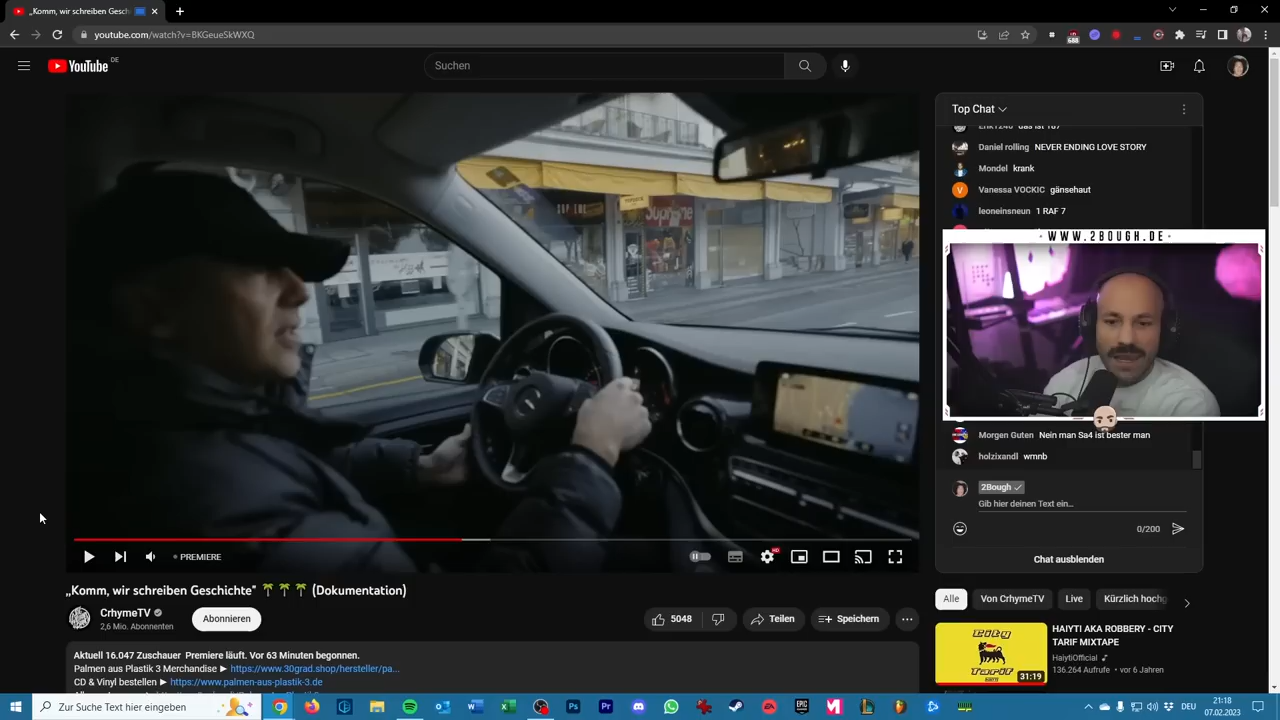 „Komm, wir schreiben Gesch
youtube.com/watch?v=BKGeueSkWXQ
688
YouTube
DE
Suchen
Top Chat
Daniel rolling NEVER ENDING LOVE STORY
Mondel krank
Vanessa VOCKIC gänsehaut
leoneinsneun 1 RAF 7
- WWW.2BOUGH.DE -
Supreme
Morgen Guten Nein man Sa4 ist bester man
holzixandl wmnb
2Bough
Gib hier deinen Text ein...
0/200
Chat ausblenden
PREMIERE
HD
„Komm, wir schreiben Geschichte" 🌴🌴🌴 (Dokumentation)
CrhymeTV
2,6 Mio. Abonnenten
Abonnieren
5048
Teilen
Speichern
Alle
Von CrhymeTV
Live
Kürzlich hochg
Aktuell 16.047 Zuschauer Premiere läuft. Vor 63 Minuten begonnen.
Palmen aus Plastik 3 Merchandise ▸ https://www.30grad.shop/hersteller/pa...
CD & Vinyl bestellen ▸ https://www.palmen-aus-plastik-3.de
City
Tarif
31:19
HAIYTI AKA ROBBERY - CITY
TARIF MIXTAPE
HaiytiOfficial
136.264 Aufrufe • vor 6 Jahren
Zur Suche Text hier eingeben
DEU
21:18
07.02.2023